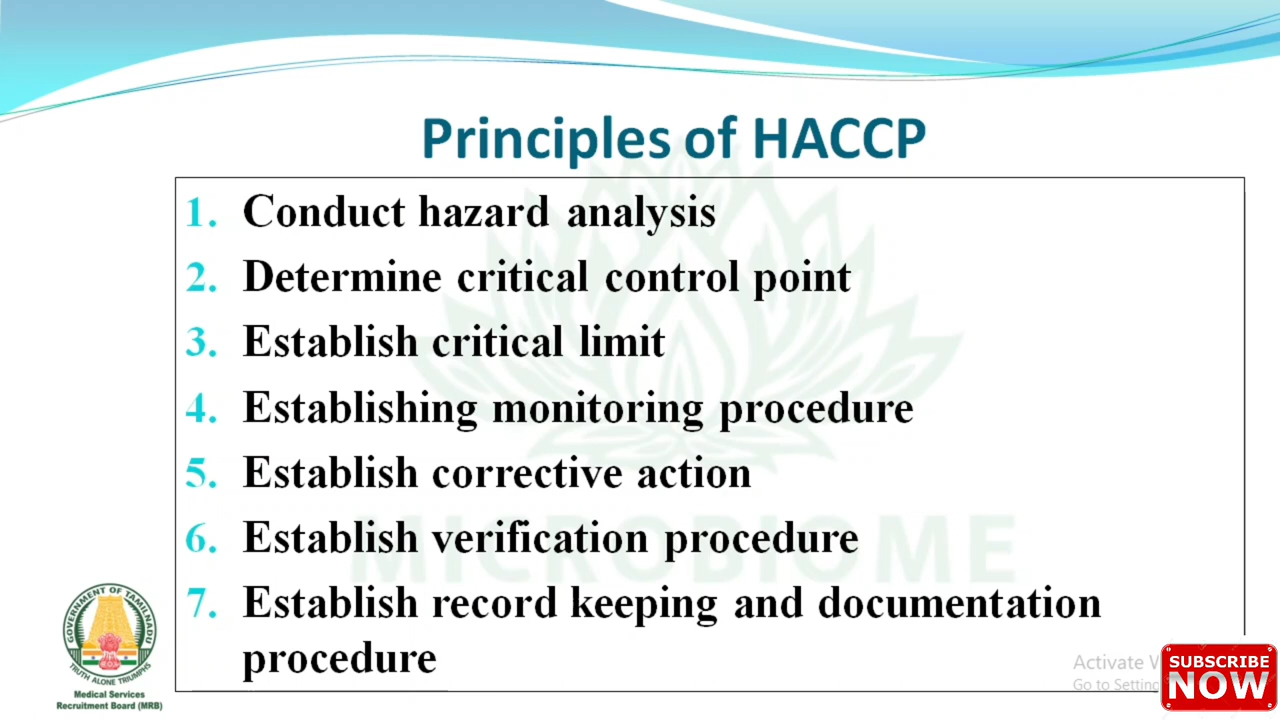 Principles of HACCP
1. Conduct hazard analysis
2. Determine critical control point
3. Establish critical limit
4. Establishing monitoring procedure
5. Establish corrective action
6. Establish verification procedure
7. Establish record keeping and documentation
procedure
MICROBIOME
GOVERNMENT OF TAMILNADU
TRUTH ALONE TRIUMPHS
Medical Services
Recruitment Board (MRB)
Activate
Go to Setting
SUBSCRIBE
NOW